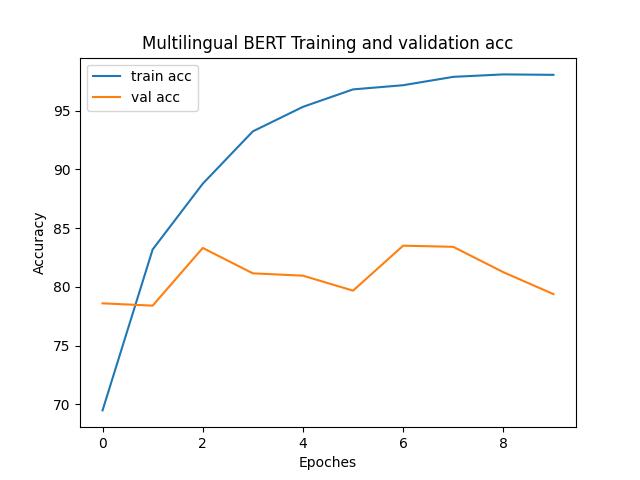 Multilingual BERT Training and validation acc
train acc
val acc
95
90
85
80
75
70
Accuracy
0 2 4 6 8
Epoches